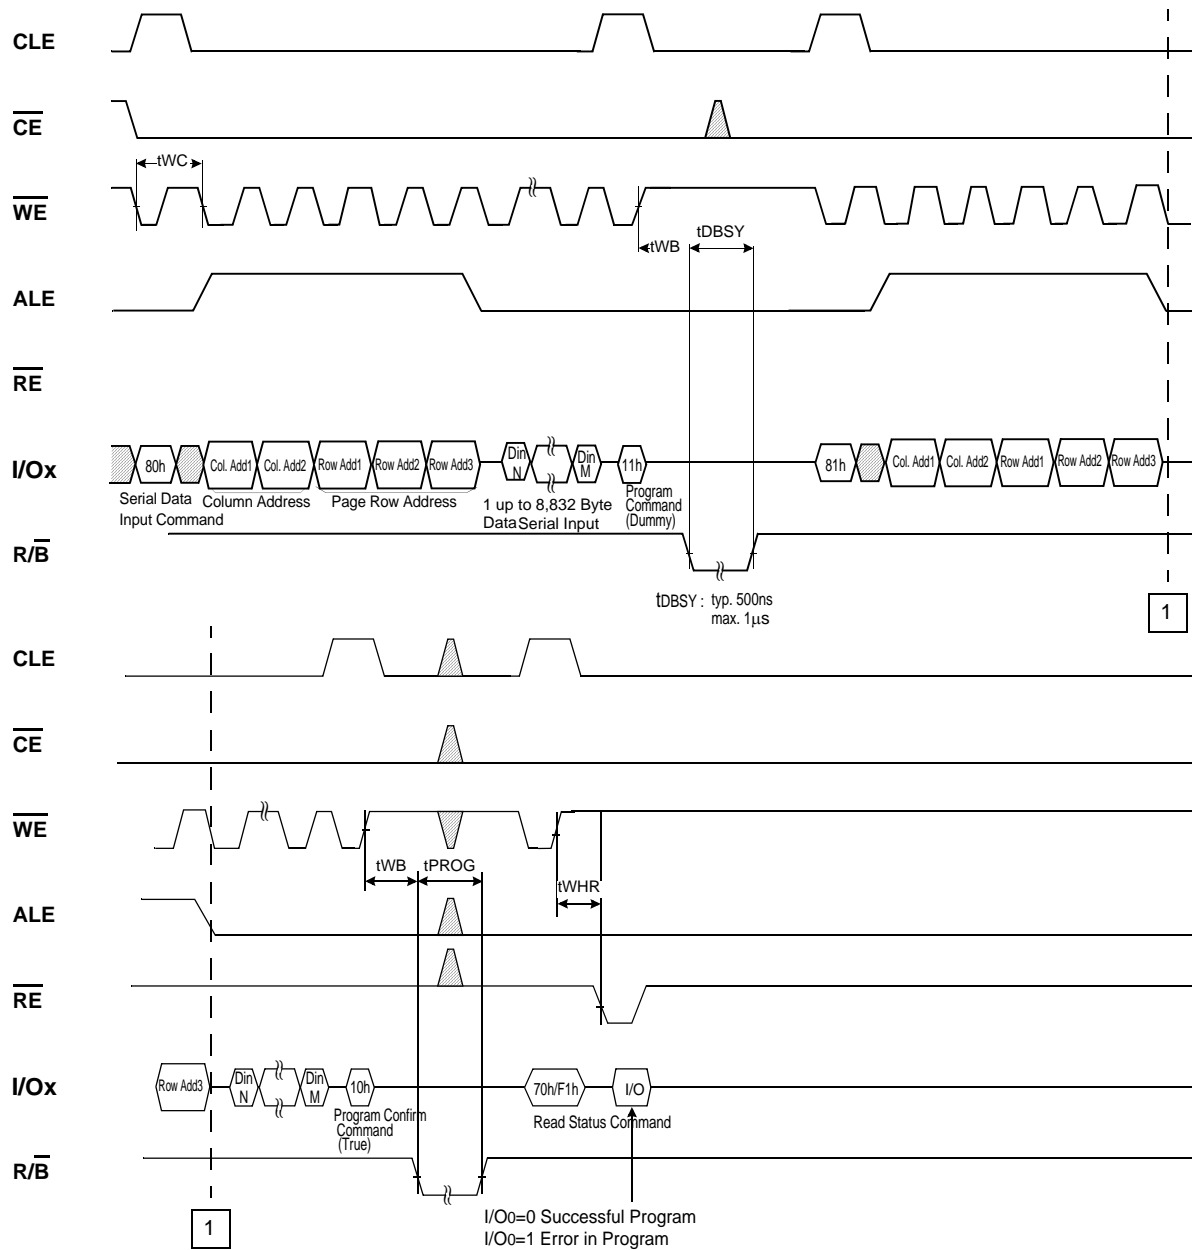 CLE
CE
tWC
WE
tWB
tDBSY
ALE
RE
I/Ox
80h
Col. Add1
Col. Add2
Row Add1
Row Add2
Row Add3
Din N
Din M
11h
81h
Col. Add1
Col. Add2
Row Add1
Row Add2
Row Add3
Serial Data
Input Command
Column Address
Page Row Address
1 up to 8,832 Byte
Data Serial Input
Program
Command
(Dummy)
R/B
tDBSY : typ. 500ns
max. 1μs
1
CLE
CE
WE
tWB
tPROG
tWHR
ALE
RE
I/Ox
Row Add3
Din N
Din M
10h
70h/F1h
I/O
Program Confirm
Command
(True)
Read Status Command
R/B
1
I/O0=0 Successful Program
I/O0=1 Error in Program